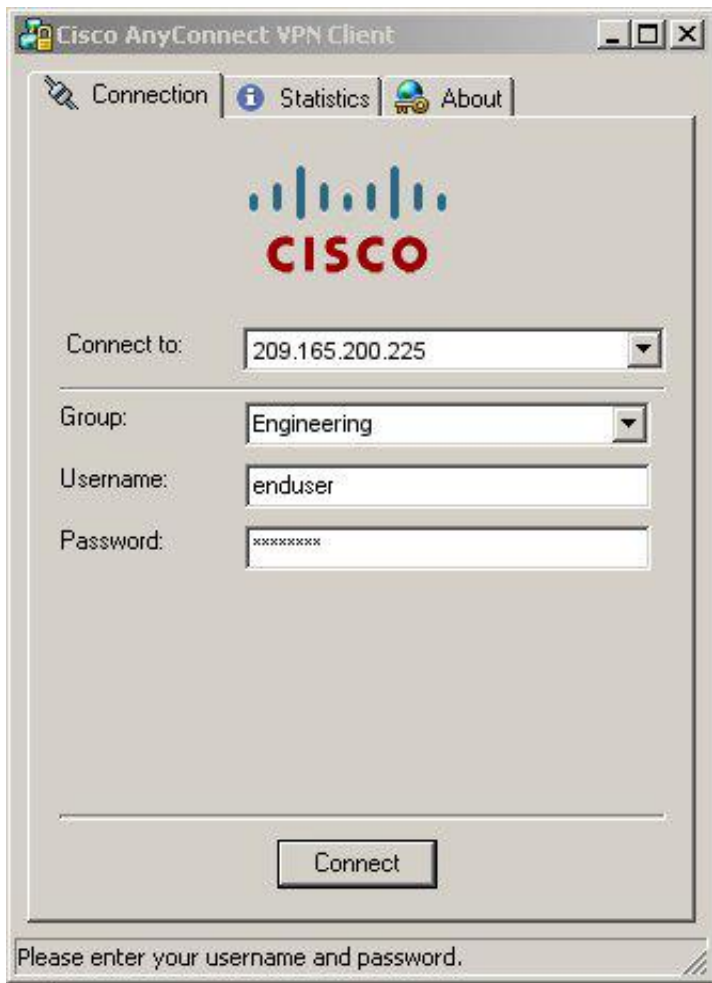 Cisco AnyConnect VPN Client
Connection Statistics About
CISCO
Connect to: 209.165.200.225
Group: Engineering
Username: enduser
Password: ********
Connect
Please enter your username and password.